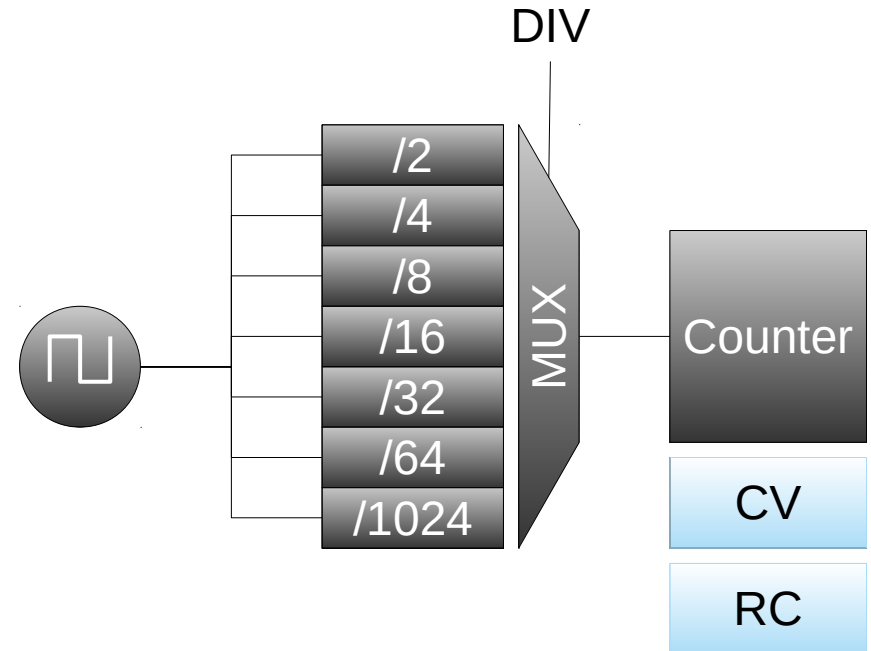 DIV
/2
/4
/8
/16
/32
/64
/1024
MUX
Counter
CV
RC